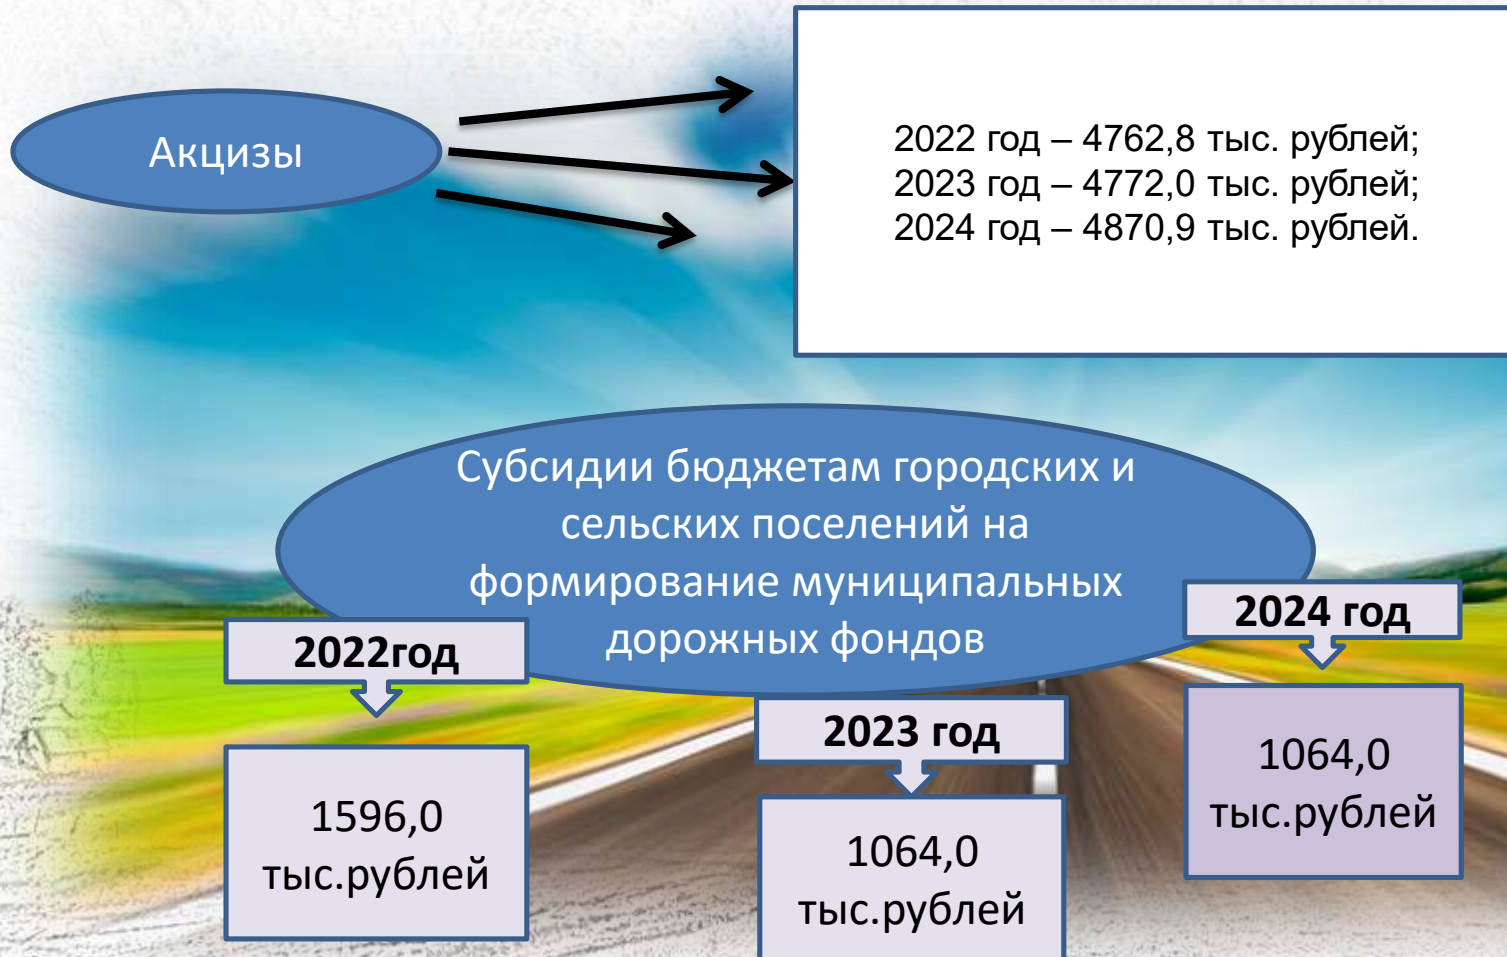 Акцизы
2022 год – 4762,8 тыс. рублей;
2023 год – 4772,0 тыс. рублей;
2024 год – 4870,9 тыс. рублей.
Субсидии бюджетам городских и
сельских поселений на
формирование муниципальных
дорожных фондов
2022год
1596,0
тыс.рублей
2023 год
1064,0
тыс.рублей
2024 год
1064,0
тыс.рублей